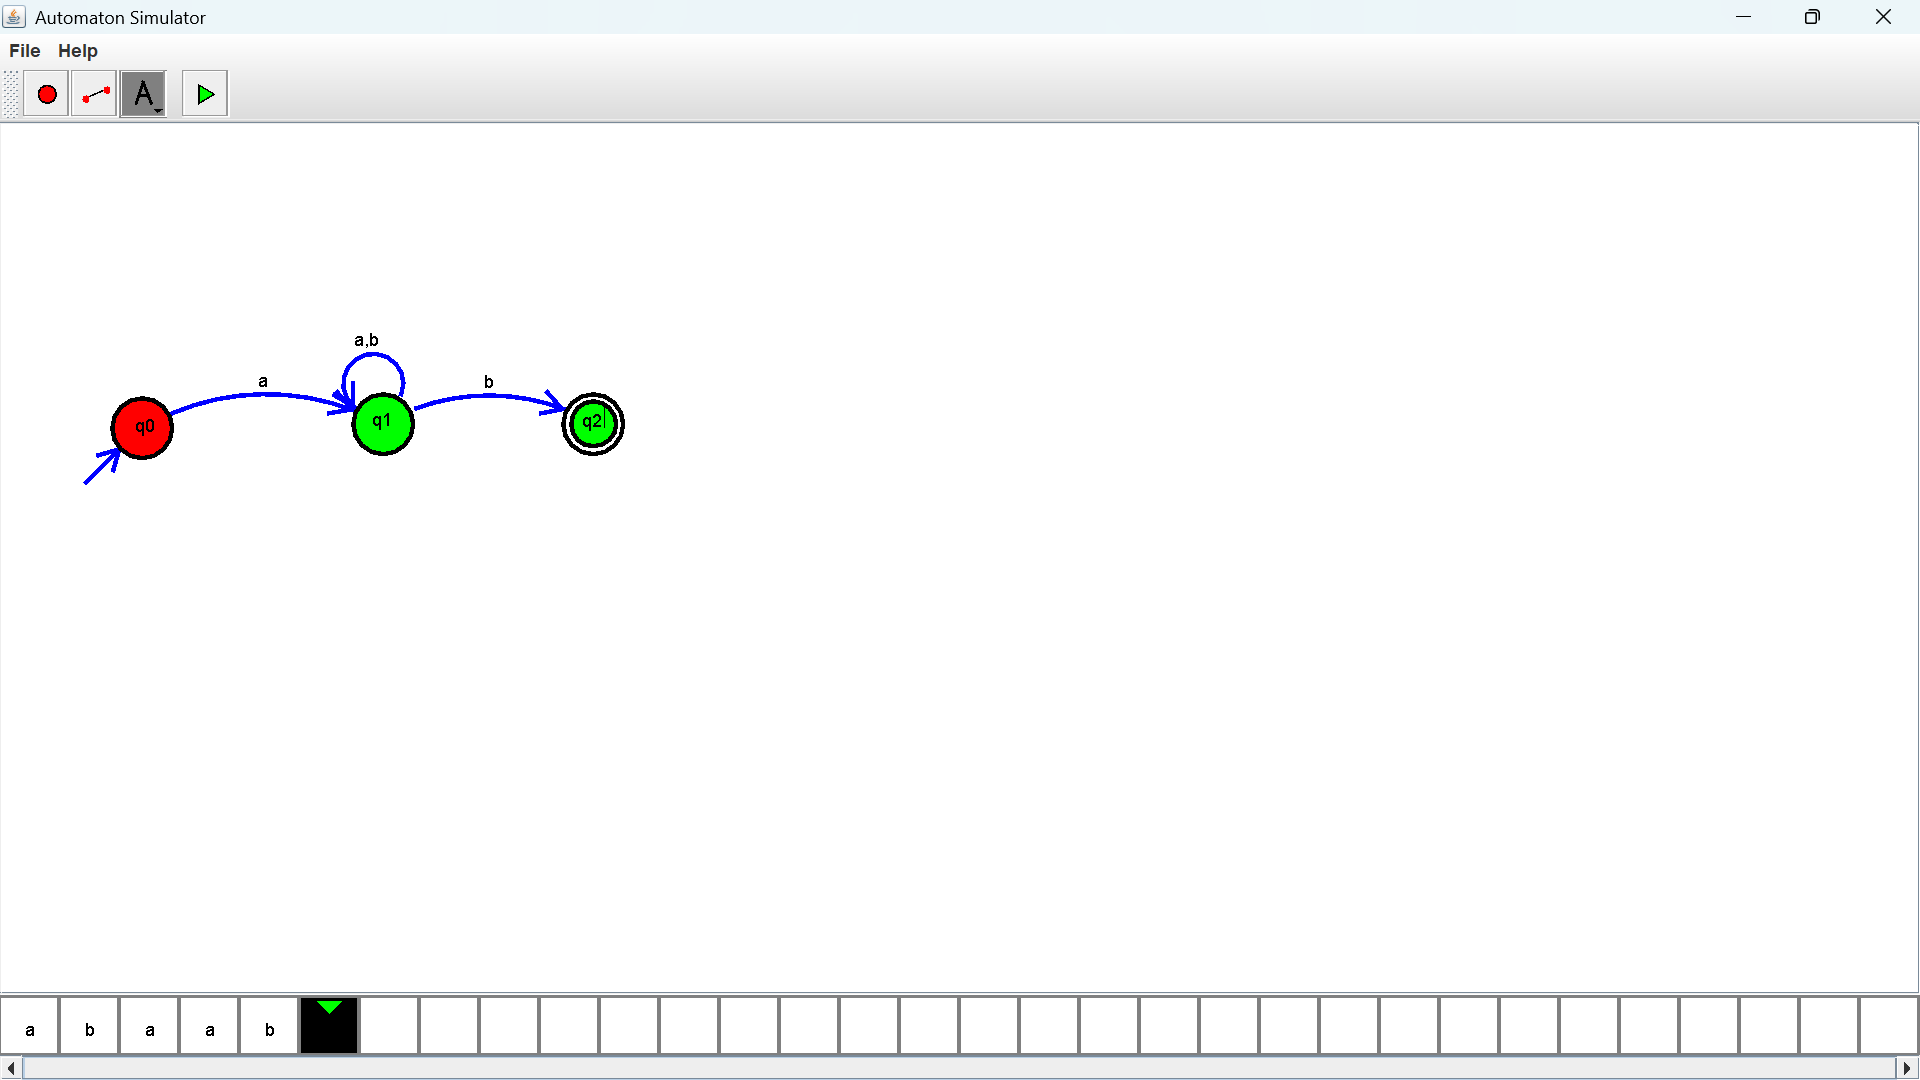 Automaton Simulator
File Help
A
a,b
a b
q0 q1 q2
a b a a b